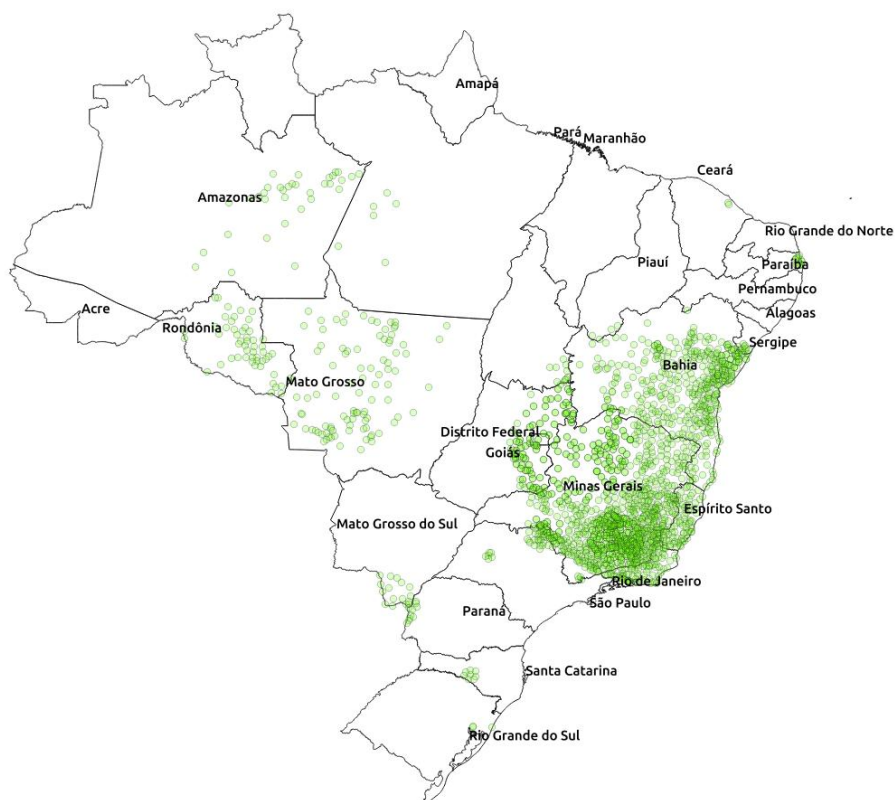 Amapá
Pará
Maranhão
Ceará
Amazonas
Rio Grande do Norte
Piauí
Paraíba
Pernambuco
Acre
Alagoas
Rondônia
Sergipe
Bahia
Mato Grosso
Distrito Federal
Goiás
Minas Gerais
Espírito Santo
Mato Grosso do Sul
Rio de Janeiro
São Paulo
Paraná
Santa Catarina
Rio Grande do Sul